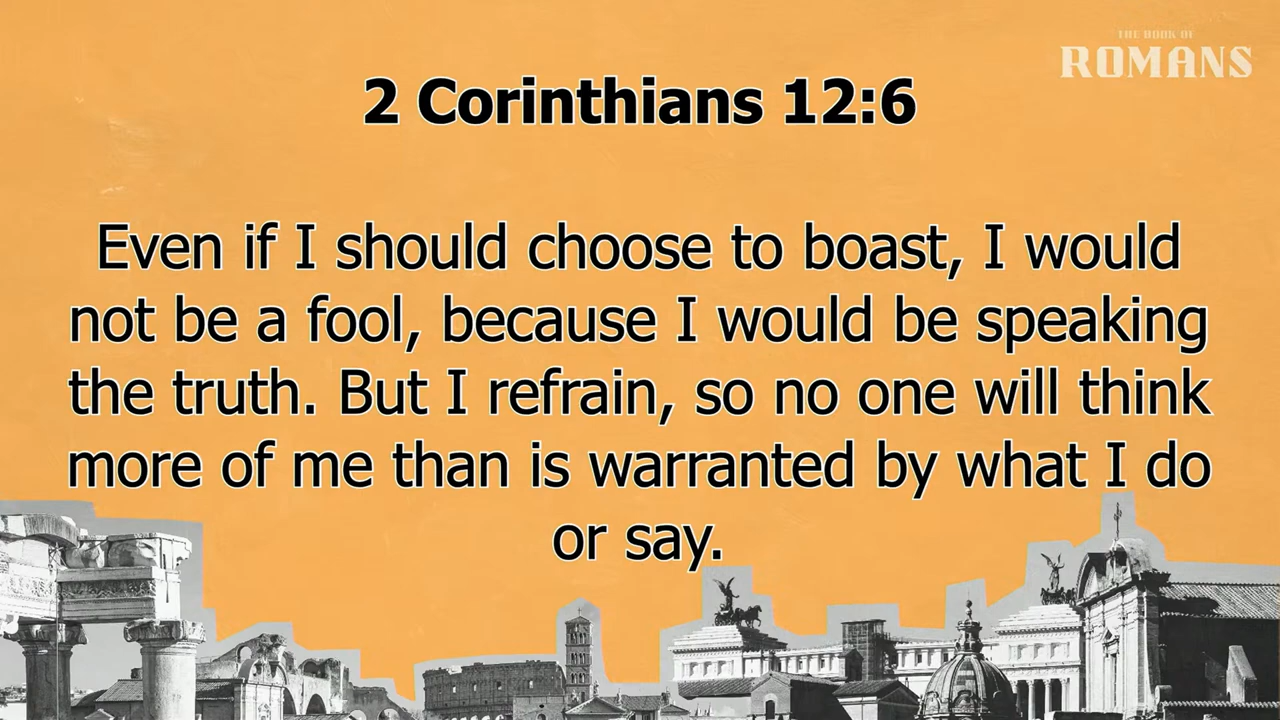 THE BOOK OF
ROMANS
2 Corinthians 12:6
Even if I should choose to boast, I would
not be a fool, because I would be speaking
the truth. But I refrain, so no one will think
more of me than is warranted by what I do
or say.